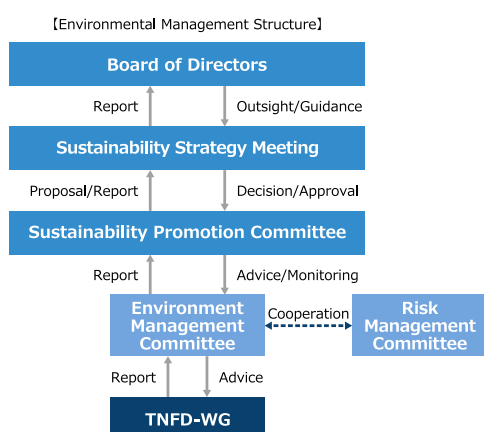 【Environmental Management Structure】
Board of Directors
Report
Outsight/Guidance
Sustainability Strategy Meeting
Proposal/Report
Decision/Approval
Sustainability Promotion Committee
Report
Advice/Monitoring
Environment
Management
Committee
Cooperation
Risk
Management
Committee
Report
Advice
TNFD-WG